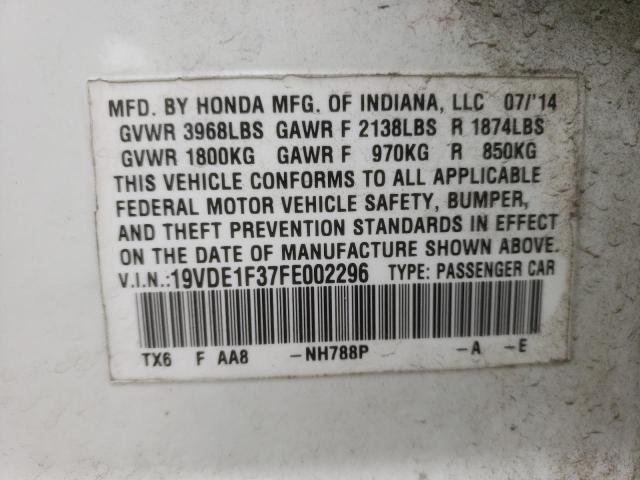 MFD. BY HONDA MFG. OF INDIANA, LLC 07/'14
GVWR 3968LBS GAWR F 2138LBS R 1874LBS
GVWR 1800KG GAWR F 970KG R 850KG
THIS VEHICLE CONFORMS TO ALL APPLICABLE
FEDERAL MOTOR VEHICLE SAFETY, BUMPER,
AND THEFT PREVENTION STANDARDS IN EFFECT
ON THE DATE OF MANUFACTURE SHOWN ABOVE.
V.I.N.:19VDE1F37FE002296 TYPE: PASSENGER CAR
TX6 F AA8 -NH788P -A -E